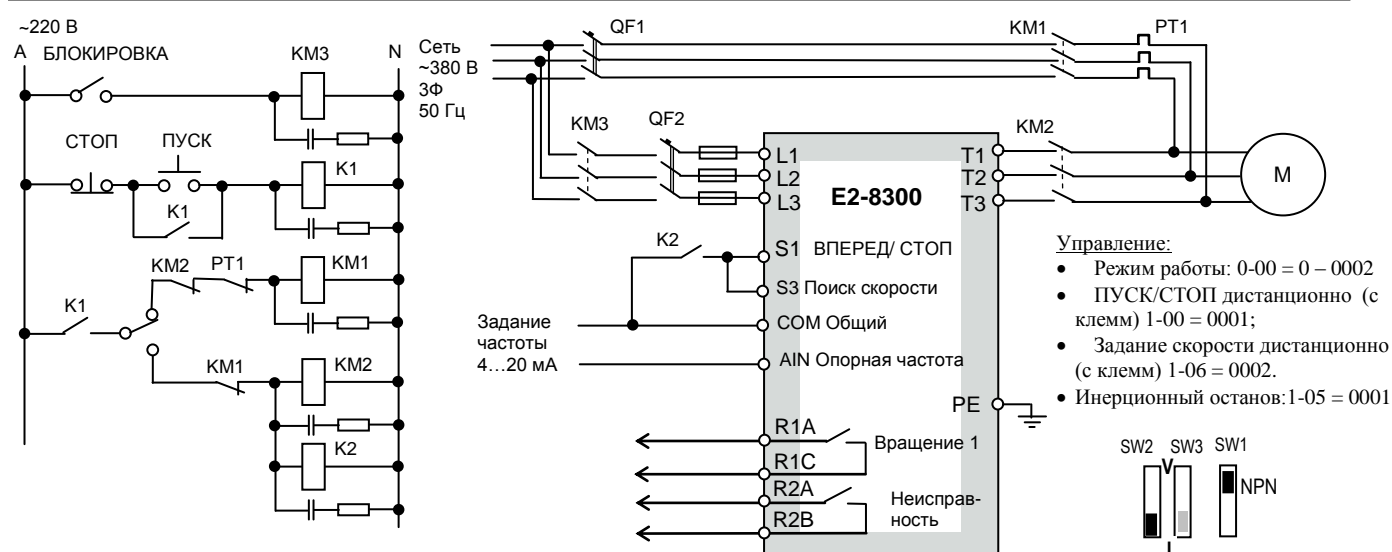 ~220 В
А БЛОКИРОВКА КМ3 N
СТОП ПУСК
К1
К1
КМ2 РТ1 КМ1
К1
КМ1 КМ2
К2
Сеть
~380 В
3Ф
50 Гц
QF1 КМ1 РТ1
КМ3 QF2 КМ2
L1 T1
L2 T2
L3 T3
E2-8300
М
К2
S1 ВПЕРЕД/ СТОП
S3 Поиск скорости
COM Общий
AIN Опорная частота
Задание
частоты
4…20 мА
PE
R1A
Вращение 1
R1C
R2A
Неисправ-
ность
R2B
Управление:
• Режим работы: 0-00 = 0 – 0002
• ПУСК/СТОП дистанционно (с
клемм) 1-00 = 0001;
• Задание скорости дистанционно
(с клемм) 1-06 = 0002.
• Инерционный останов:1-05 = 0001
SW2 SW3 SW1
V
NPN
I